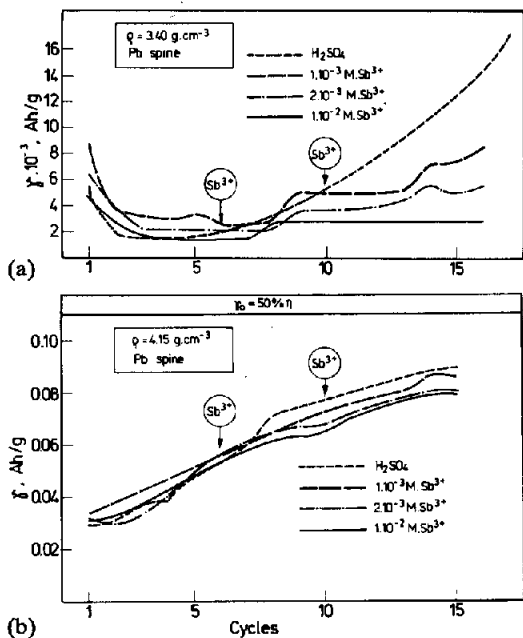 (a)
ρ = 3.40 g.cm⁻³
Pb spine
H₂SO₄
1.10⁻³ M.Sb³⁺
2.10⁻³ M.Sb³⁺
1.10⁻² M.Sb³⁺
Sb³⁺
Sb³⁺
γ.10⁻³, Ah/g
16
14
12
10
8
6
4
2
1
5
10
15
(b)
γ₀ = 50% η
ρ = 4.15 g.cm⁻³
Pb spine
Sb³⁺
Sb³⁺
H₂SO₄
1.10⁻³ M.Sb³⁺
2.10⁻³ M.Sb³⁺
1.10⁻² M.Sb³⁺
γ, Ah/g
0.10
0.08
0.06
0.04
0.02
1
5
10
15
Cycles